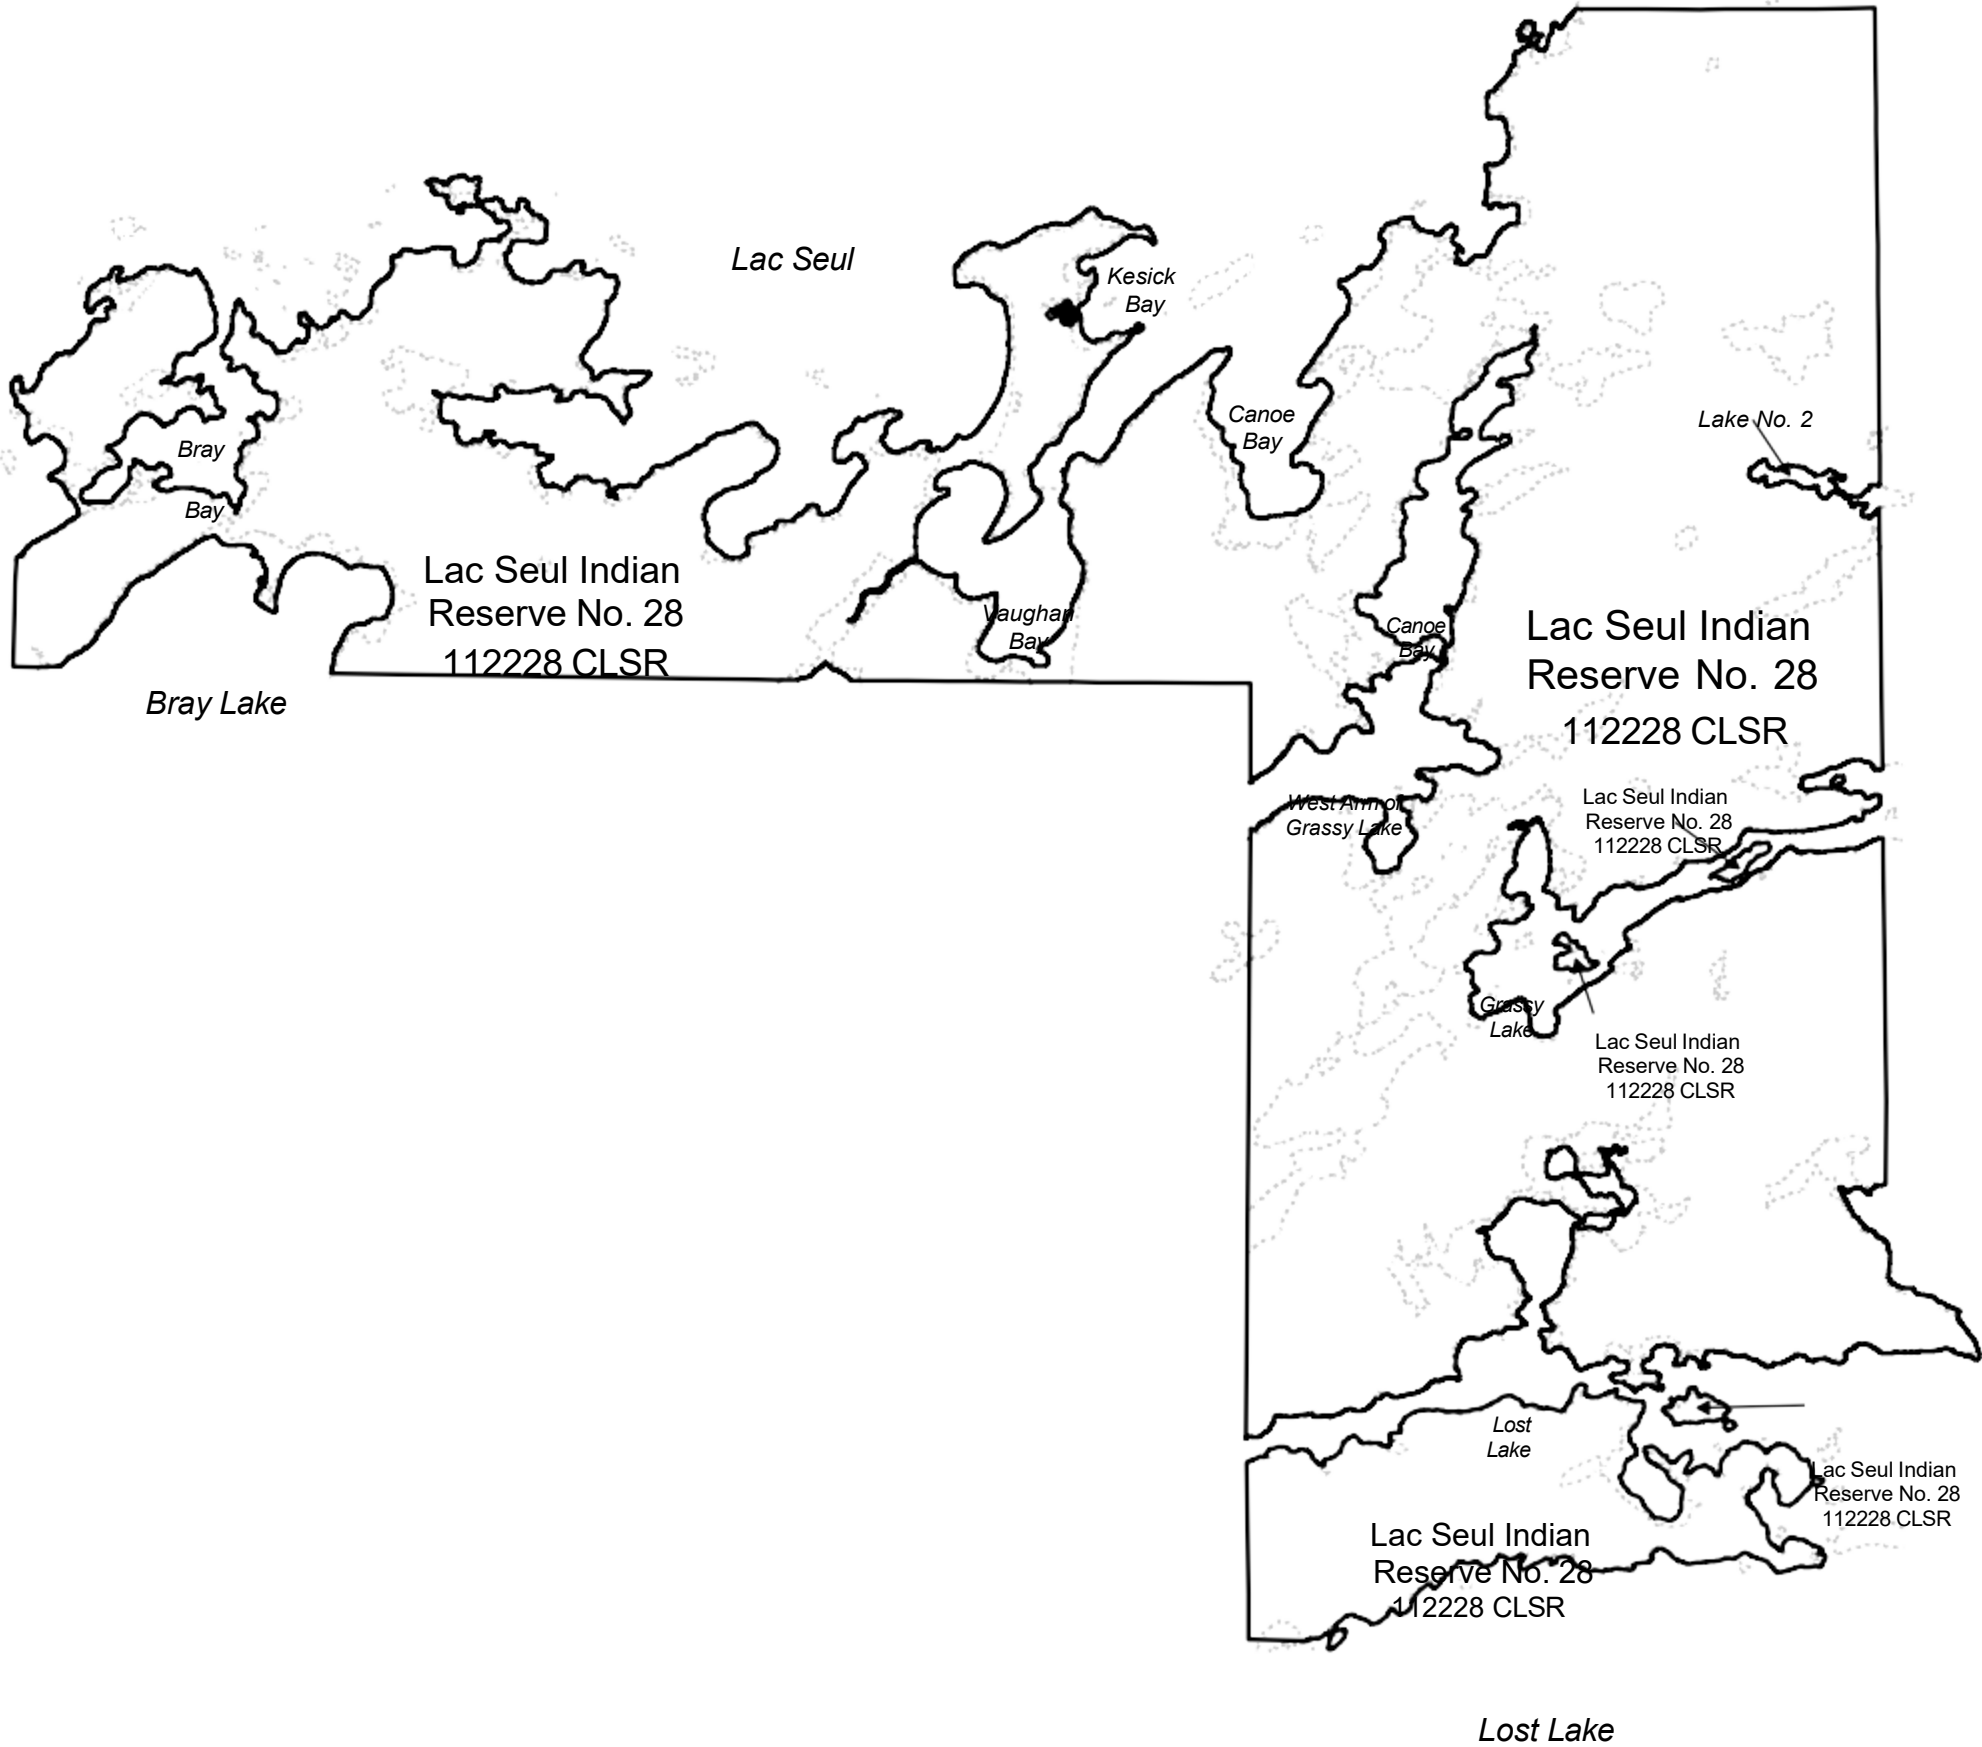 Lac Seul
Kesick
Bay
Canoe
Bay
Lake No. 2
Bray
Bay
Lac Seul Indian
Reserve No. 28
112228 CLSR
Vaughan
Bay
Canoe
Bay
Lac Seul Indian
Reserve No. 28
112228 CLSR
Bray Lake
West Arm of
Grassy Lake
Lac Seul Indian
Reserve No. 28
112228 CLSR
Grassy
Lake
Lac Seul Indian
Reserve No. 28
112228 CLSR
Lost
Lake
Lac Seul Indian
Reserve No. 28
112228 CLSR
Lac Seul Indian
Reserve No. 28
112228 CLSR
Lost Lake